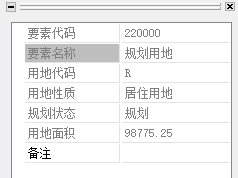 要素代码 220000
要素名称 规划用地
用地代码 R
用地性质 居住用地
规划状态 规划
用地面积 98775.25
备注